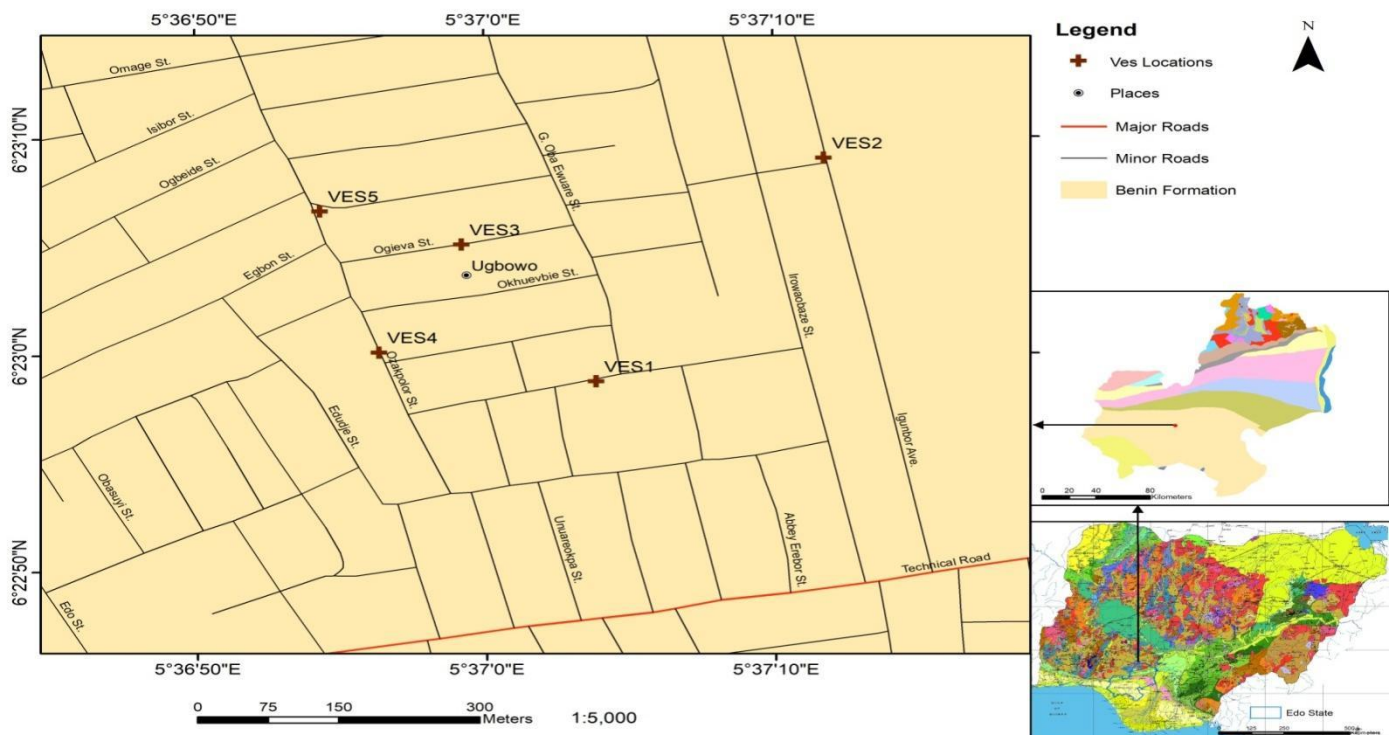 5°36'50"E
5°37'0"E
5°37'10"E
Legend
N
Ves Locations
Places
Major Roads
Minor Roads
Benin Formation
6°23'10"N
6°23'0"N
6°22'50"N
Omage St.
Isibor St.
Ogbeide St.
G. Oba Ewuare St.
VES2
VES5
VES3
Ogieva St.
Ugbowo
Okhuevbie St.
Egbon St.
Irowaobaze St.
VES4
VES1
Ozakpolor St.
Edudje St.
Igunbor Ave.
Obasuyi St.
Unuareokpa St.
Abbey Erebor St.
Technical Road
Edo St.
5°36'50"E
5°37'0"E
5°37'10"E
0 75 150 300
Meters
1:5,000
0 20 40 80
Kilometers
Edo State